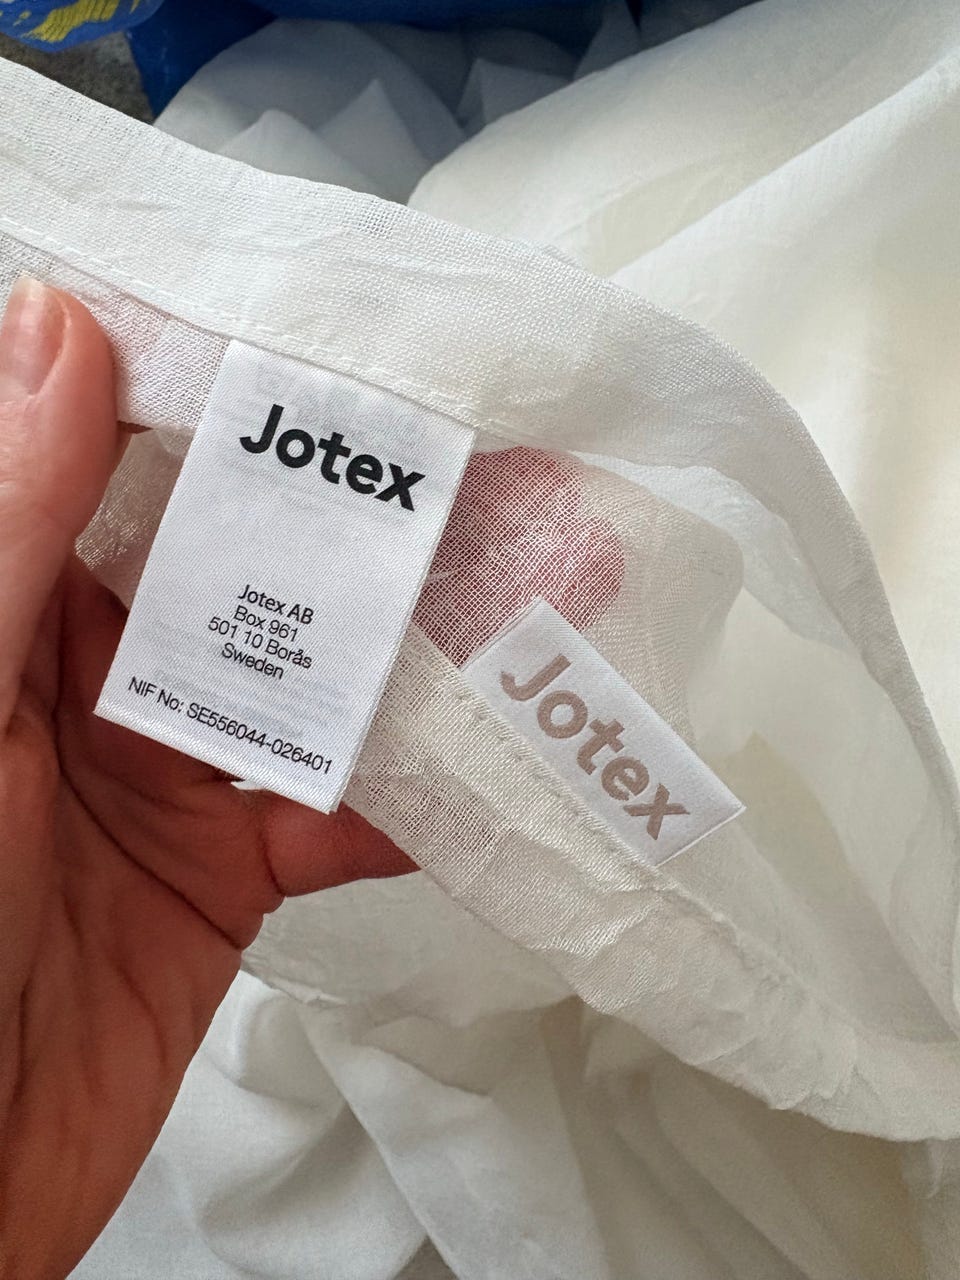 Jotex
Jotex AB
Box 961
501 10 Borås
Sweden
NIF No: SE556044-026401
Jotex